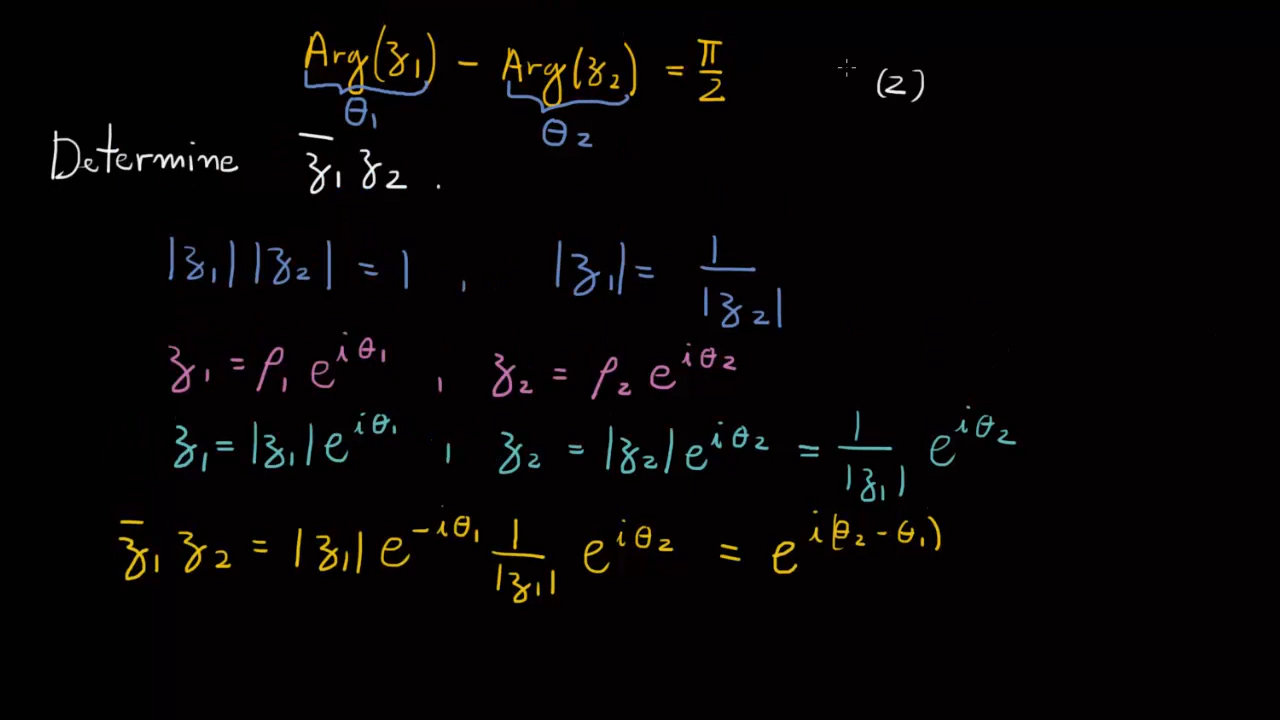 Arg(z₁) - Arg(z₂) = π/2 (2)
θ₁ θ₂
Determine z̅₁ z₂ .
|z₁| |z₂| = 1 , |z₁| = 1/|z₂|
z₁ = ρ₁ e^{iθ₁} , z₂ = ρ₂ e^{iθ₂}
z₁ = |z₁| e^{iθ₁} , z₂ = |z₂| e^{iθ₂} = 1/|z₁| e^{iθ₂}
z̅₁ z₂ = |z₁| e^{-iθ₁} 1/|z₁| e^{iθ₂} = e^{i(θ₂ - θ₁)}